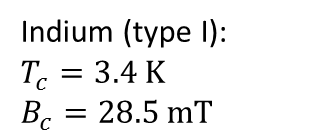 Indium (type I):
T_c = 3.4 K
B_c = 28.5 mT